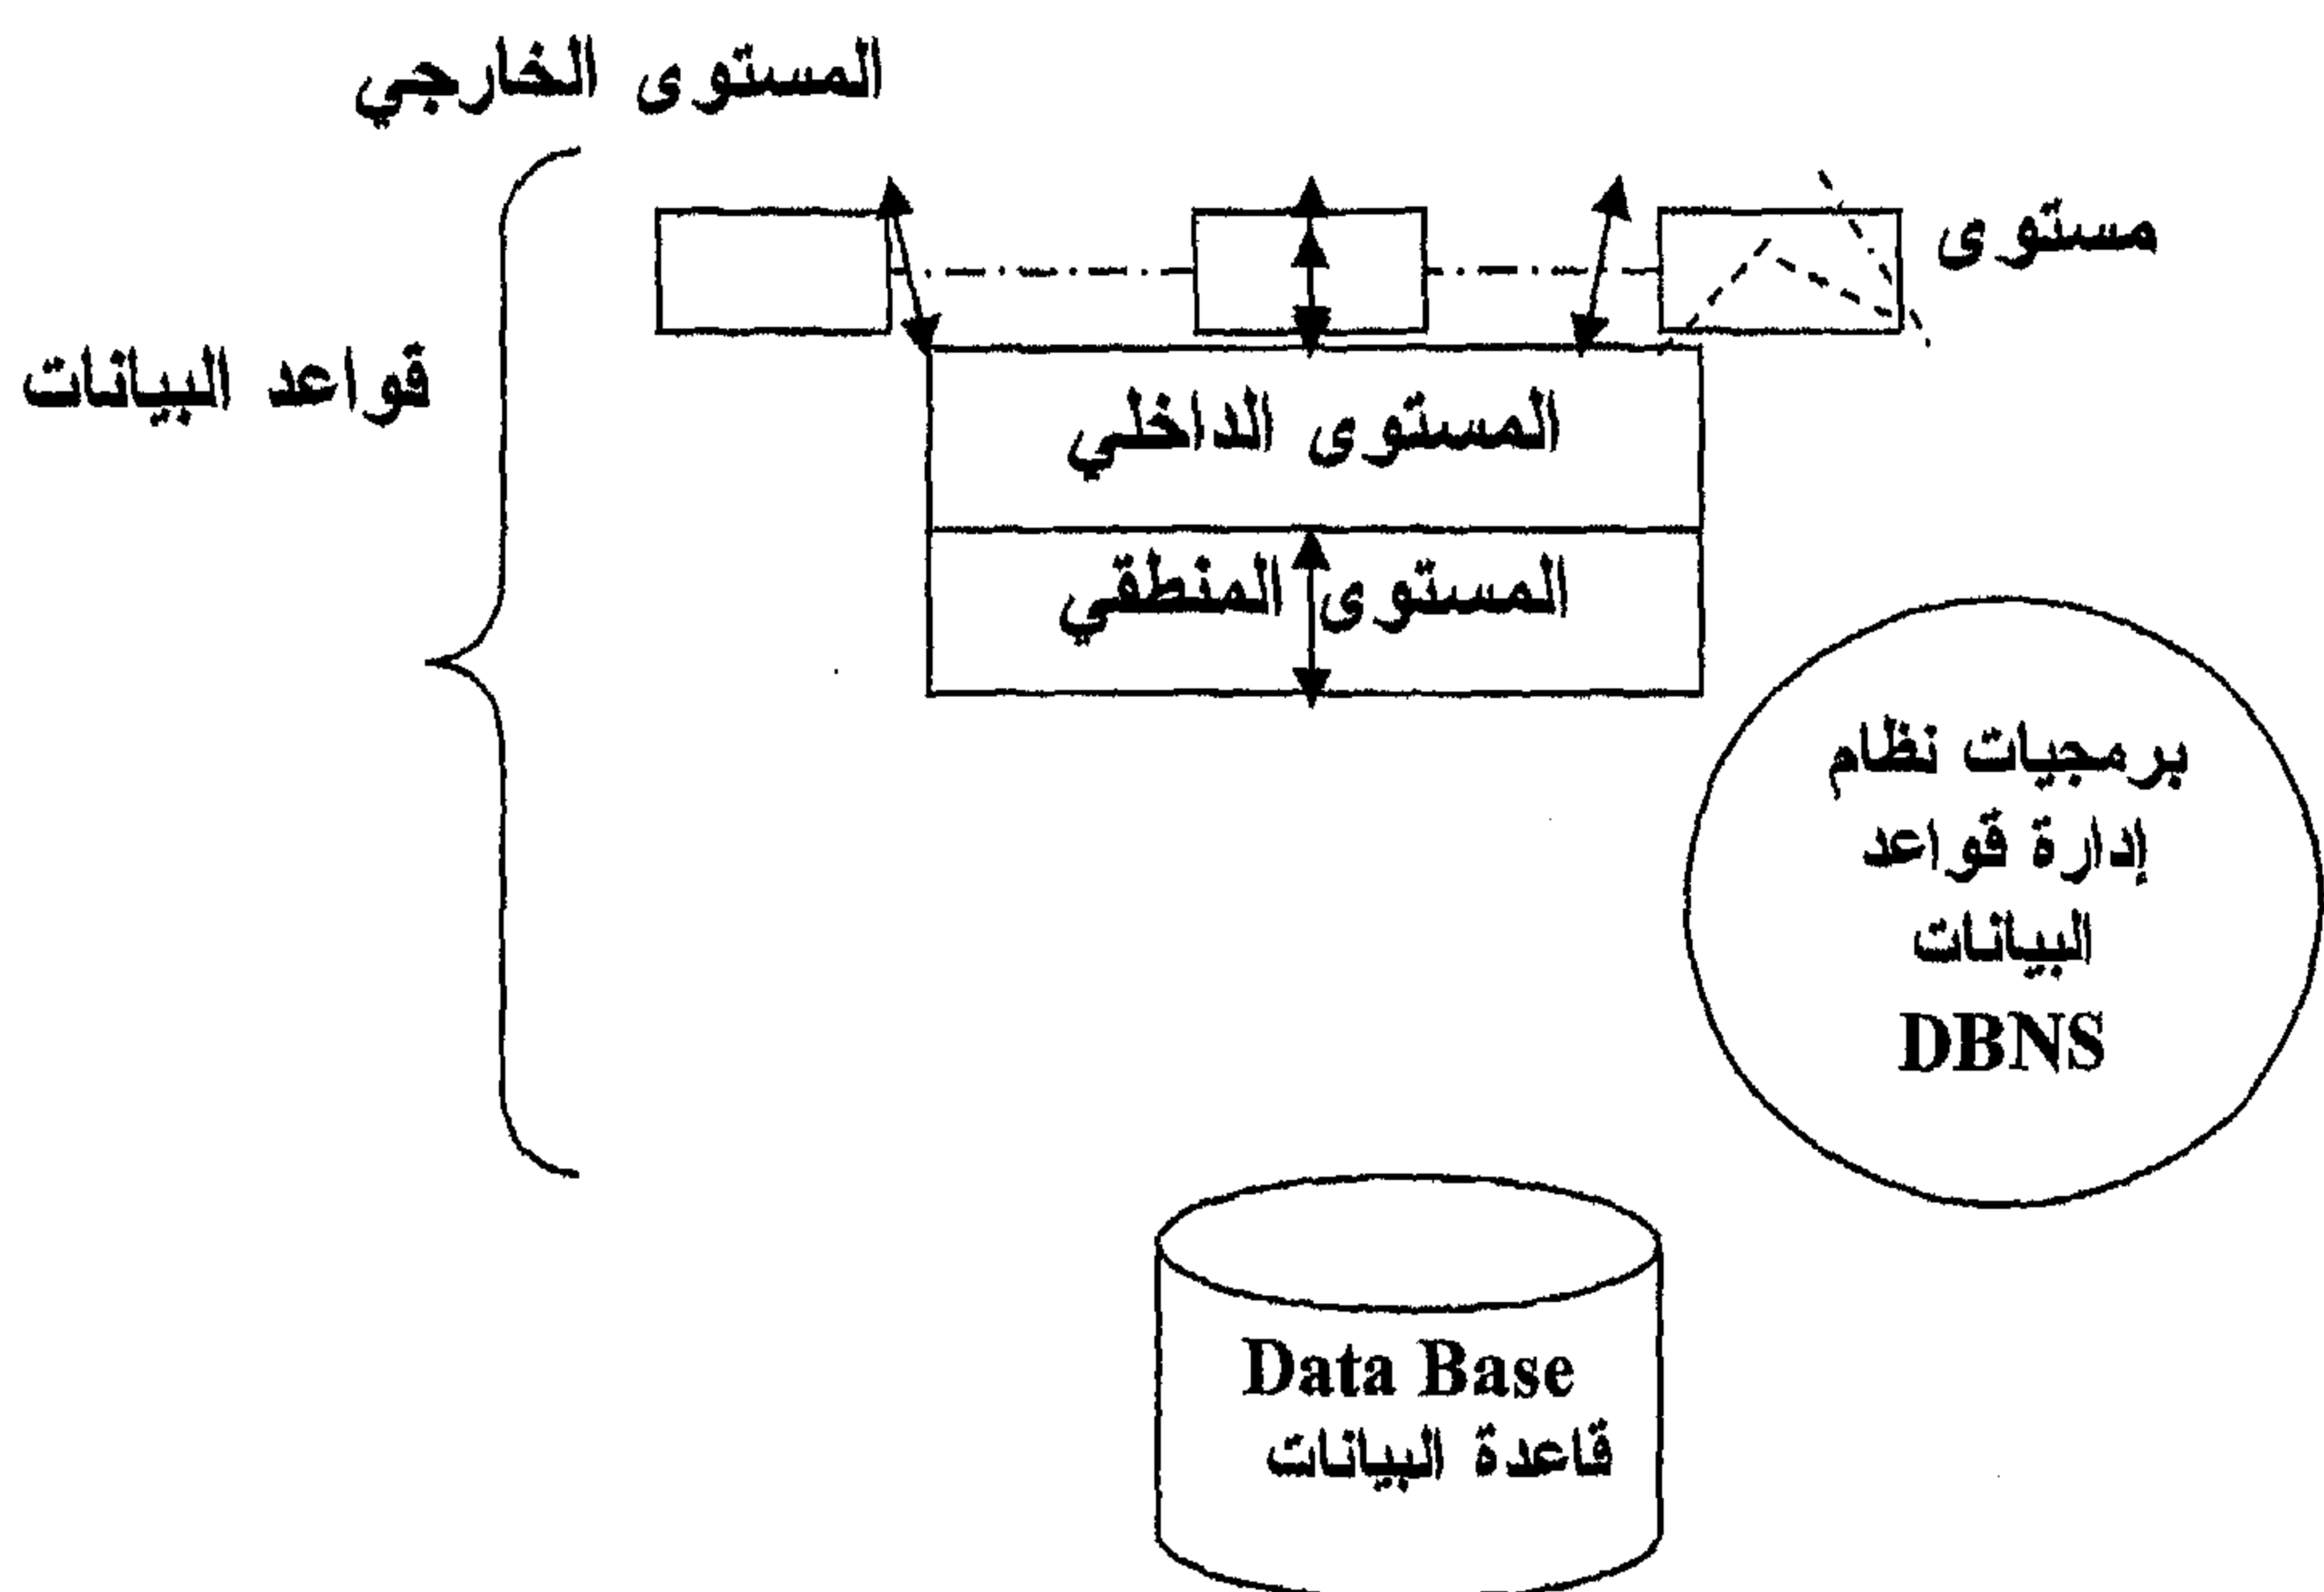 المستوى الخارجي
مستوى
قواعد البيانات
المستوى الداخلي
المستوى المنطقي
برمجيات نظام
إدارة قواعد
البيانات
DBNS
Data Base
قاعدة البيانات